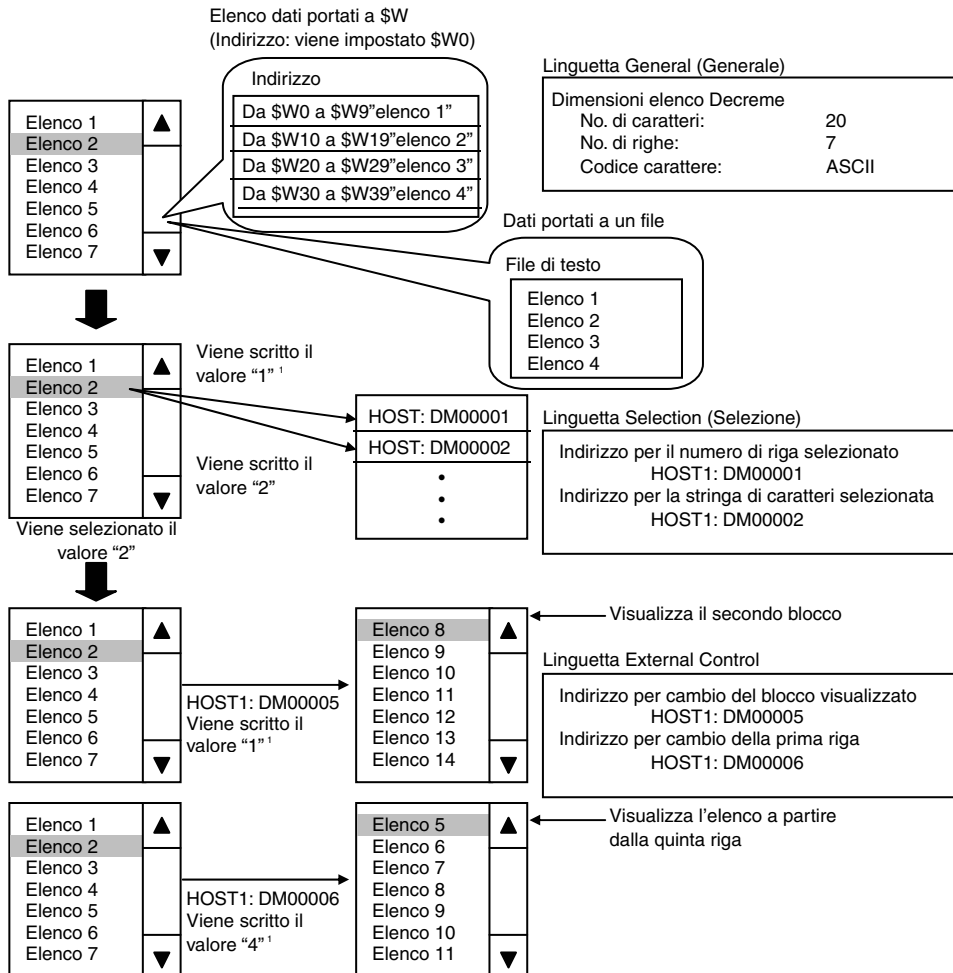 Elenco dati portati a $W
(Indirizzo: viene impostato $W0)
Indirizzo
Da $W0 a $W9”elenco 1”
Da $W10 a $W19”elenco 2”
Da $W20 a $W29”elenco 3”
Da $W30 a $W39”elenco 4”
Linguetta General (Generale)
Dimensioni elenco Decreme
No. di caratteri: 20
No. di righe: 7
Codice carattere: ASCII
Elenco 1
Elenco 2
Elenco 3
Elenco 4
Elenco 5
Elenco 6
Elenco 7
Dati portati a un file
File di testo
Elenco 1
Elenco 2
Elenco 3
Elenco 4
Elenco 1
Elenco 2
Elenco 3
Elenco 4
Elenco 5
Elenco 6
Elenco 7
Viene scritto il
valore “1” 1
Viene scritto il
valore “2”
Viene selezionato il
valore “2”
HOST: DM00001
HOST: DM00002
Linguetta Selection (Selezione)
Indirizzo per il numero di riga selezionato
HOST1: DM00001
Indirizzo per la stringa di caratteri selezionata
HOST1: DM00002
Elenco 1
Elenco 2
Elenco 3
Elenco 4
Elenco 5
Elenco 6
Elenco 7
HOST1: DM00005
Viene scritto il
valore “1” 1
Elenco 8
Elenco 9
Elenco 10
Elenco 11
Elenco 12
Elenco 13
Elenco 14
Visualizza il secondo blocco
Linguetta External Control
Indirizzo per cambio del blocco visualizzato
HOST1: DM00005
Indirizzo per cambio della prima riga
HOST1: DM00006
Elenco 1
Elenco 2
Elenco 3
Elenco 4
Elenco 5
Elenco 6
Elenco 7
HOST1: DM00006
Viene scritto il
valore “4” 1
Elenco 5
Elenco 6
Elenco 7
Elenco 8
Elenco 9
Elenco 10
Elenco 11
Visualizza l’elenco a partire
dalla quinta riga